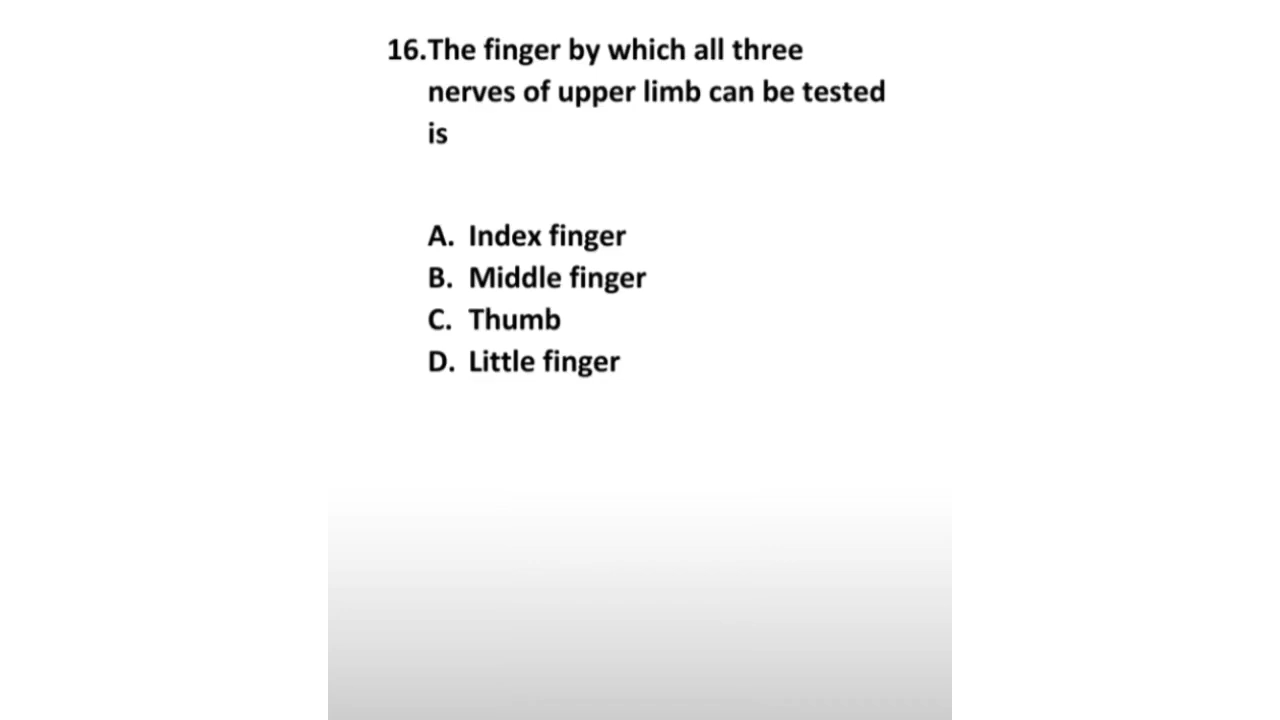 16.The finger by which all three
nerves of upper limb can be tested
is
A. Index finger
B. Middle finger
C. Thumb
D. Little finger